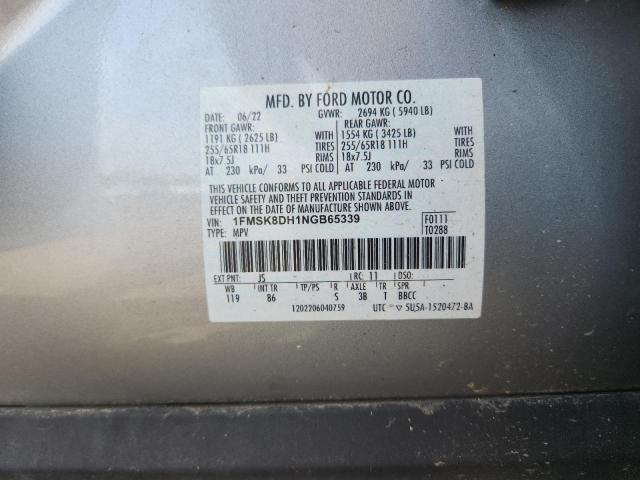 MFD. BY FORD MOTOR CO.
DATE: 06/22 GVWR: 2694 KG ( 5940 LB)
FRONT GAWR: REAR GAWR:
1191 KG ( 2625 LB) WITH 1554 KG ( 3425 LB) WITH
255/65R18 111H TIRES 255/65R18 111H TIRES
18x7.5J RIMS 18x7.5J RIMS
AT 230 kPa/ 33 PSI COLD AT 230 kPa/ 33 PSI COLD
THIS VEHICLE CONFORMS TO ALL APPLICABLE FEDERAL MOTOR
VEHICLE SAFETY AND THEFT PREVENTION STANDARDS IN
EFFECT ON THE DATE OF MANUFACTURE SHOWN ABOVE.
VIN: 1FMSK8DH1NGB65339 F0111
TYPE: MPV T0288
EXT PNT: JS RC: 11 DSO:
WB INT TR TP/PS R AXLE TR SPR
119 86 S 3B T BBCC
1202206040759 UTC ▽ 5U5A-1520472-BA